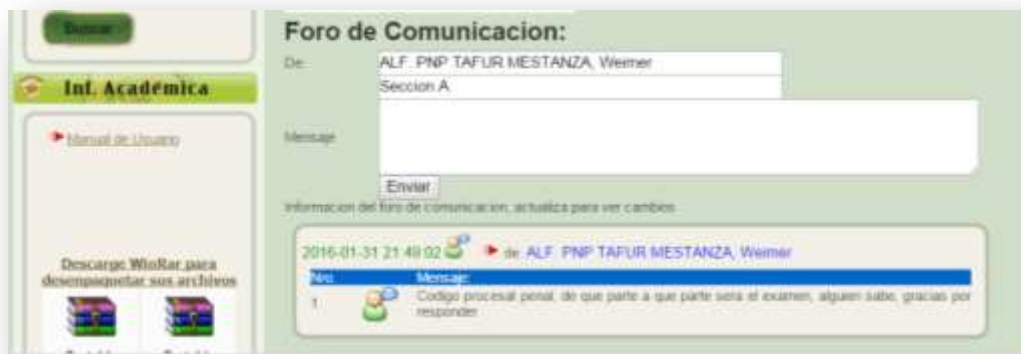 Buscar
Inf. Académica
Manual de Usuario
Descarge WinRar para
desempaquetar sus archivos
Foro de Comunicacion:
De
ALF. PNP TAFUR MESTANZA, Weimer
Seccion A
Mensaje
Enviar
Informacion del foro de comunicacion, actualiza para ver cambios
2016-01-31 21:49:02 de: ALF. PNP TAFUR MESTANZA, Weimer
Nro. Mensaje:
1 Codigo procesal penal, de que parte a que parte sera el examen, alguien sabe, gracias por
responder